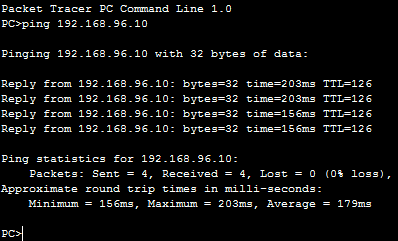 Packet Tracer PC Command Line 1.0
PC>ping 192.168.96.10

Pinging 192.168.96.10 with 32 bytes of data:

Reply from 192.168.96.10: bytes=32 time=203ms TTL=126
Reply from 192.168.96.10: bytes=32 time=203ms TTL=126
Reply from 192.168.96.10: bytes=32 time=156ms TTL=126
Reply from 192.168.96.10: bytes=32 time=156ms TTL=126

Ping statistics for 192.168.96.10:
    Packets: Sent = 4, Received = 4, Lost = 0 (0% loss),
Approximate round trip times in milli-seconds:
    Minimum = 156ms, Maximum = 203ms, Average = 179ms

PC>